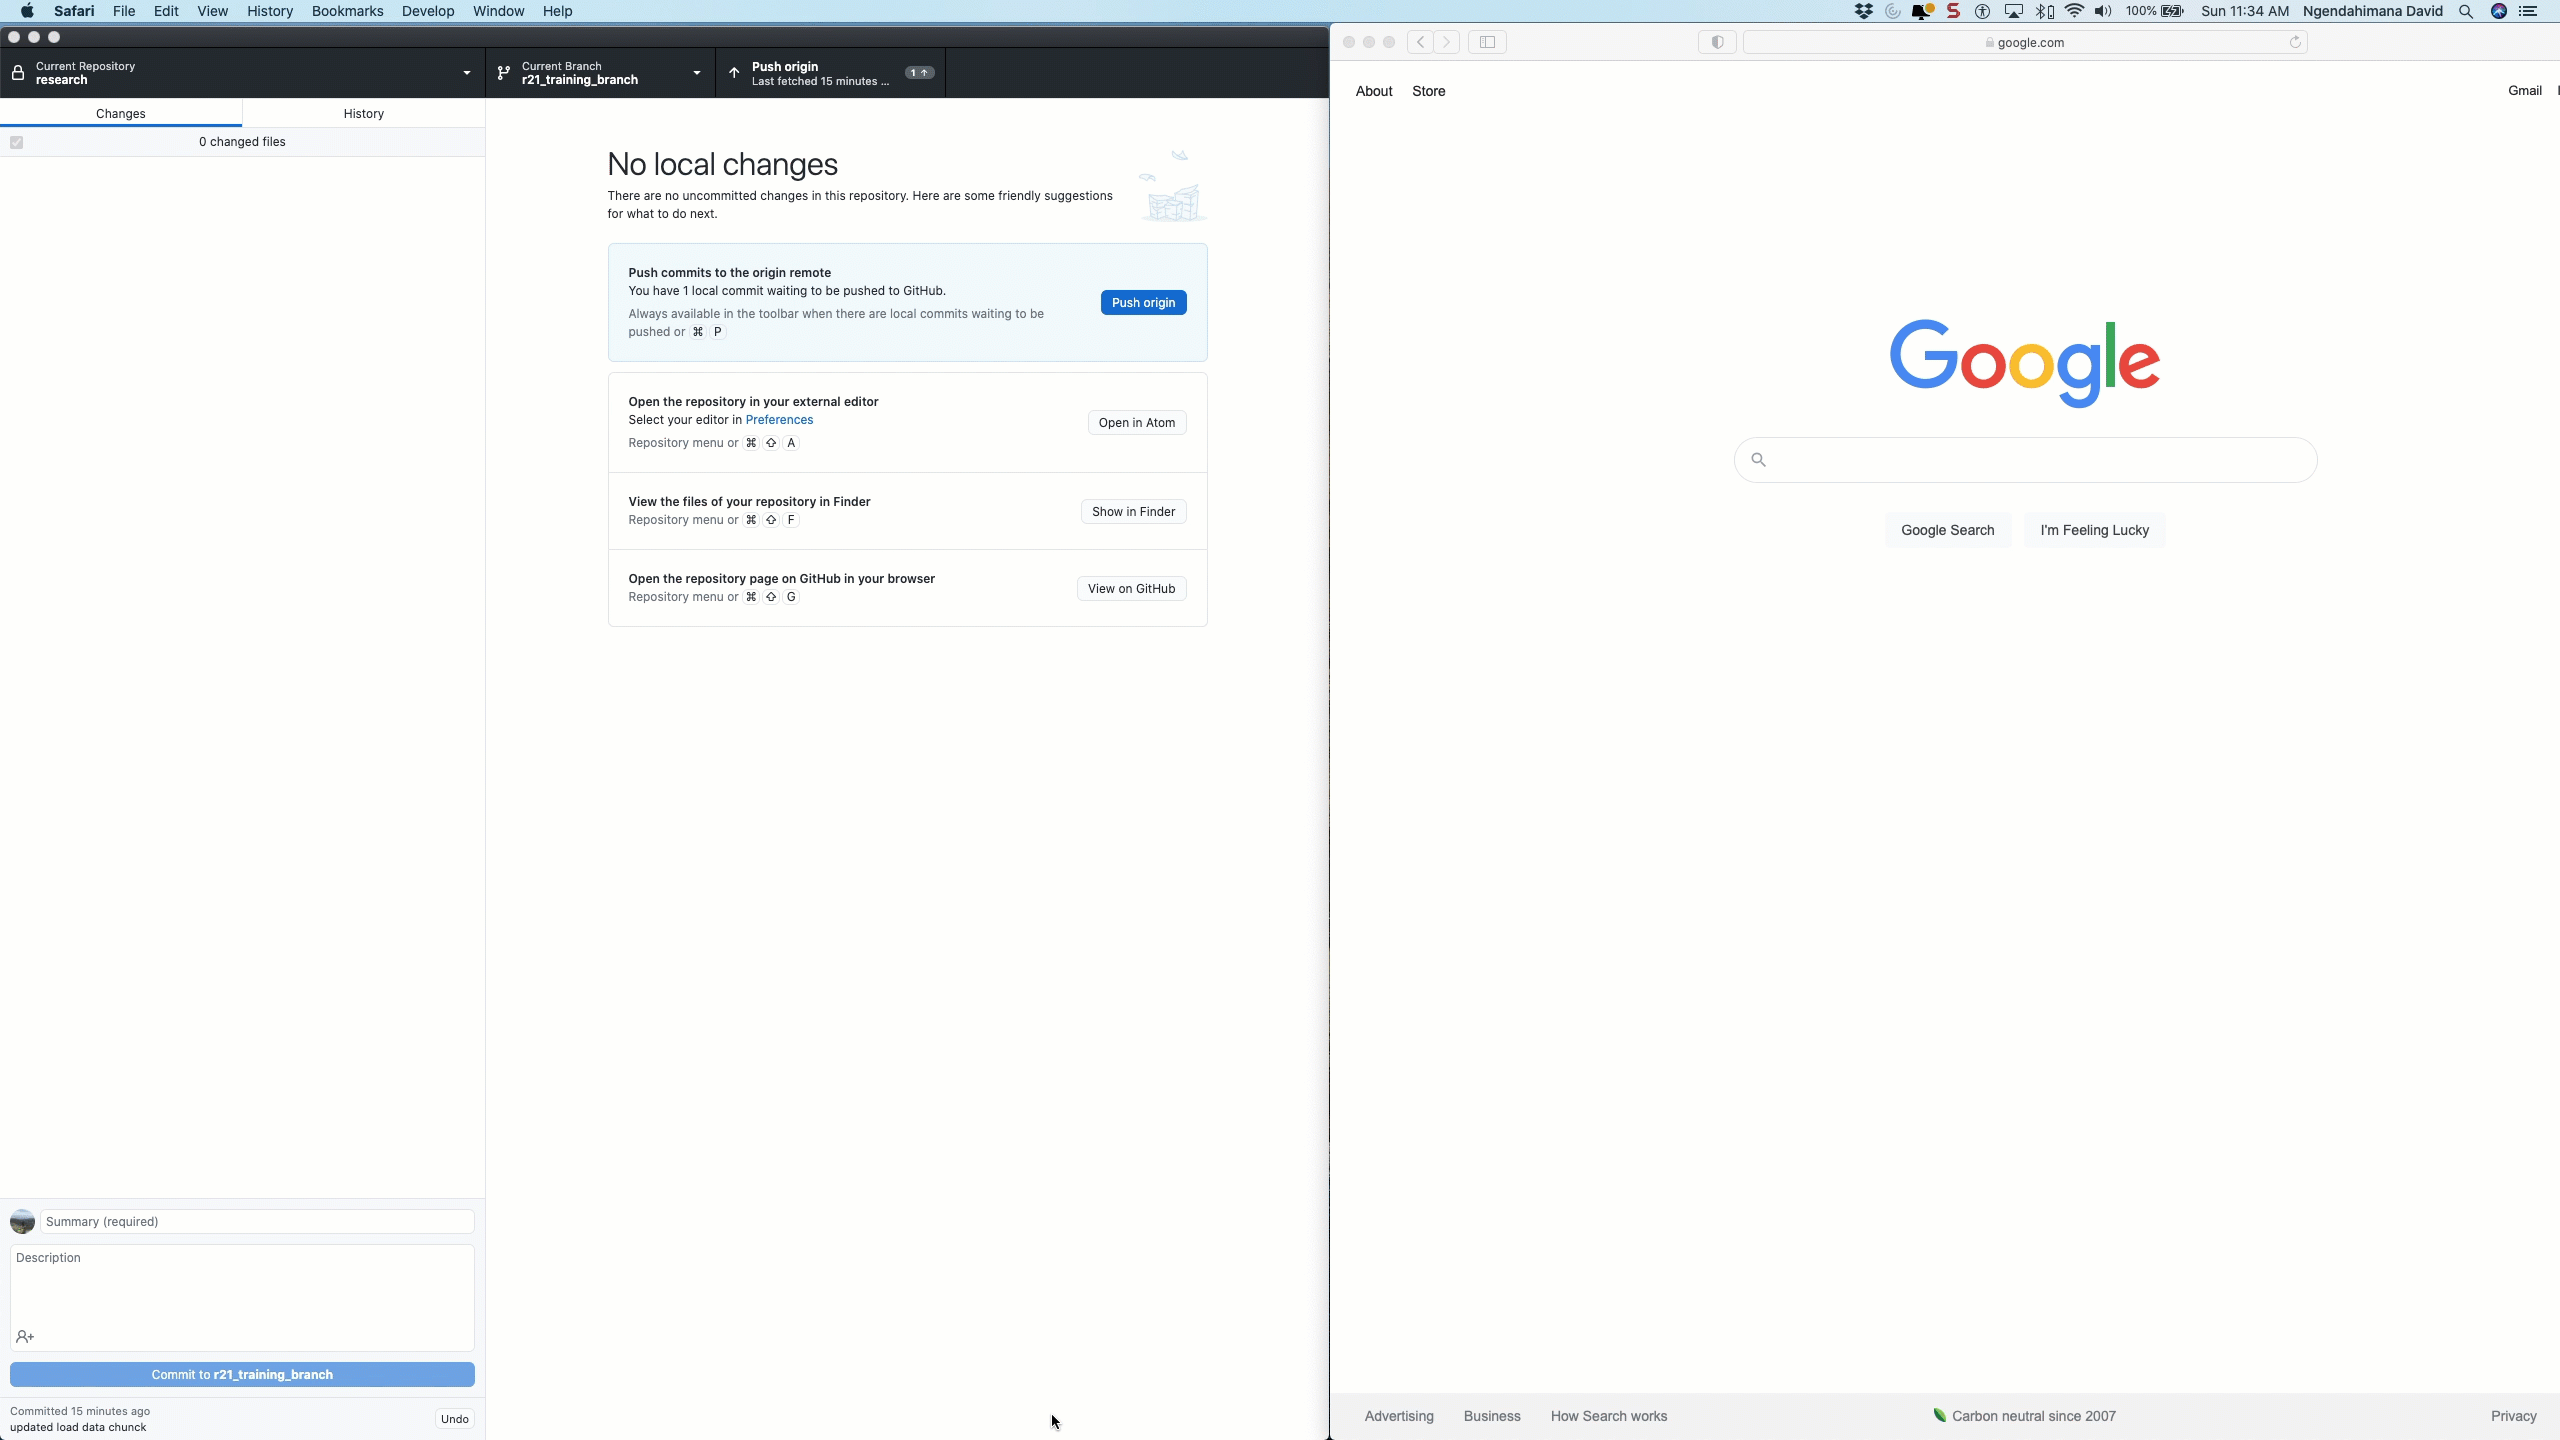 Safari File Edit View History Bookmarks Develop Window Help
100% Sun 11:34 AM Ngendahimana David
Current Repository
research
Current Branch
r21_training_branch
Push origin
Last fetched 15 minutes ...
1
Changes
History
0 changed files
No local changes
There are no uncommitted changes in this repository. Here are some friendly suggestions
for what to do next.
Push commits to the origin remote
You have 1 local commit waiting to be pushed to GitHub.
Always available in the toolbar when there are local commits waiting to be
pushed or ⌘ P
Push origin
Open the repository in your external editor
Select your editor in Preferences
Repository menu or ⌘ ⇧ A
Open in Atom
View the files of your repository in Finder
Repository menu or ⌘ ⇧ F
Show in Finder
Open the repository page on GitHub in your browser
Repository menu or ⌘ ⇧ G
View on GitHub
Summary (required)
Description
Commit to r21_training_branch
Committed 15 minutes ago
updated load data chunck
Undo
google.com
About Store
Gmail
Google
Google Search
I'm Feeling Lucky
Advertising Business How Search works
Carbon neutral since 2007
Privacy